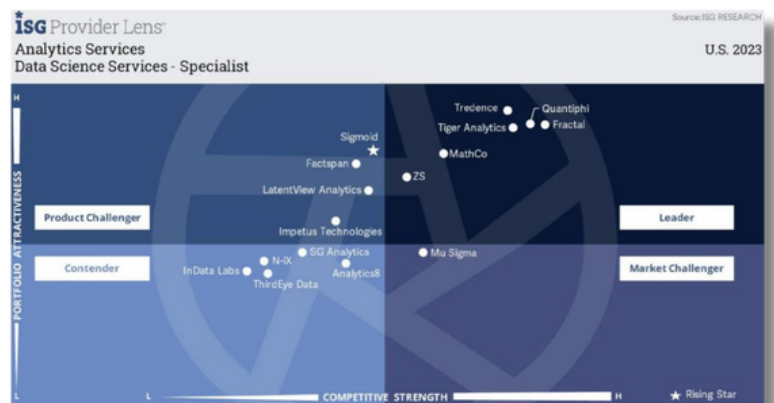 Source:ISG RESEARCH
iSG Provider Lens™
Analytics Services
U.S. 2023
Data Science Services - Specialist
H
Tredence
Quantiphi
Tiger Analytics
Fractal
Sigmoid
MathCo
Factspan
ZS
LatentView Analytics
Product Challenger
Leader
Impetus Technologies
SG Analytics
Mu Sigma
N-iX
Contender
InData Labs
Analytics8
Market Challenger
ThirdEye Data
PORTFOLIO ATTRACTIVENESS
L
L
COMPETITIVE STRENGTH
H
Rising Star